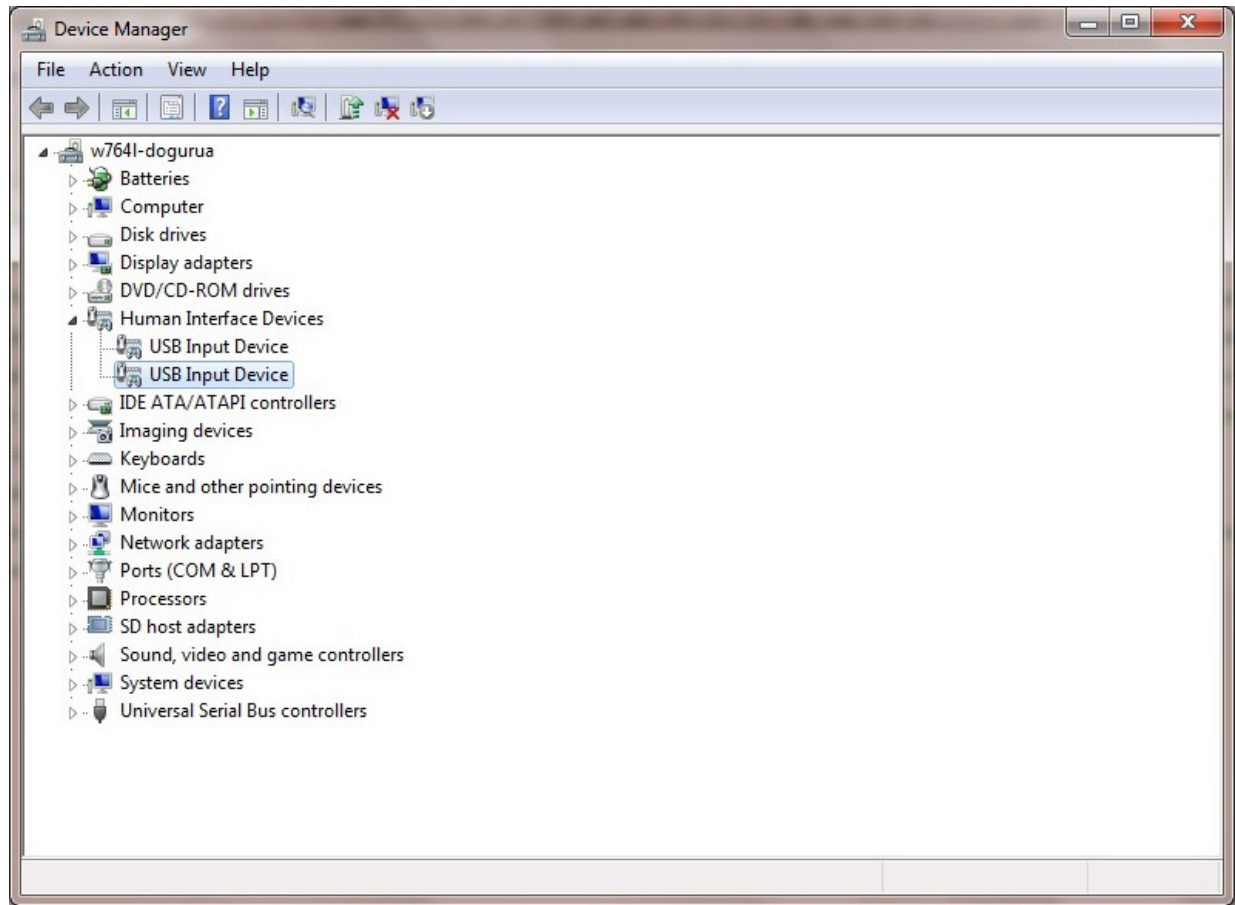 Device Manager
File Action View Help
w764l-dogurua
Batteries
Computer
Disk drives
Display adapters
DVD/CD-ROM drives
Human Interface Devices
USB Input Device
USB Input Device
IDE ATA/ATAPI controllers
Imaging devices
Keyboards
Mice and other pointing devices
Monitors
Network adapters
Ports (COM & LPT)
Processors
SD host adapters
Sound, video and game controllers
System devices
Universal Serial Bus controllers